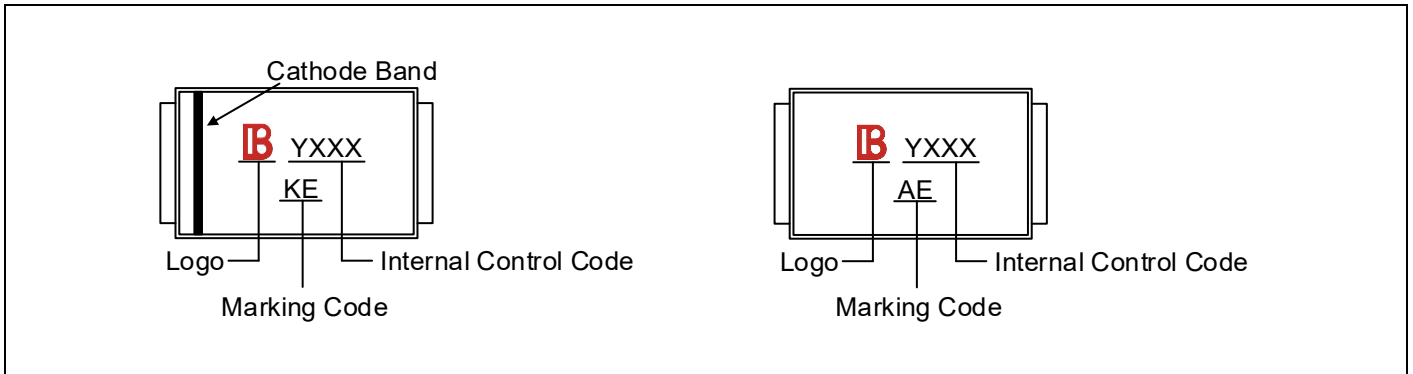 Cathode Band
B YXXX
KE
Logo
Internal Control Code
Marking Code
B YXXX
AE
Logo
Internal Control Code
Marking Code